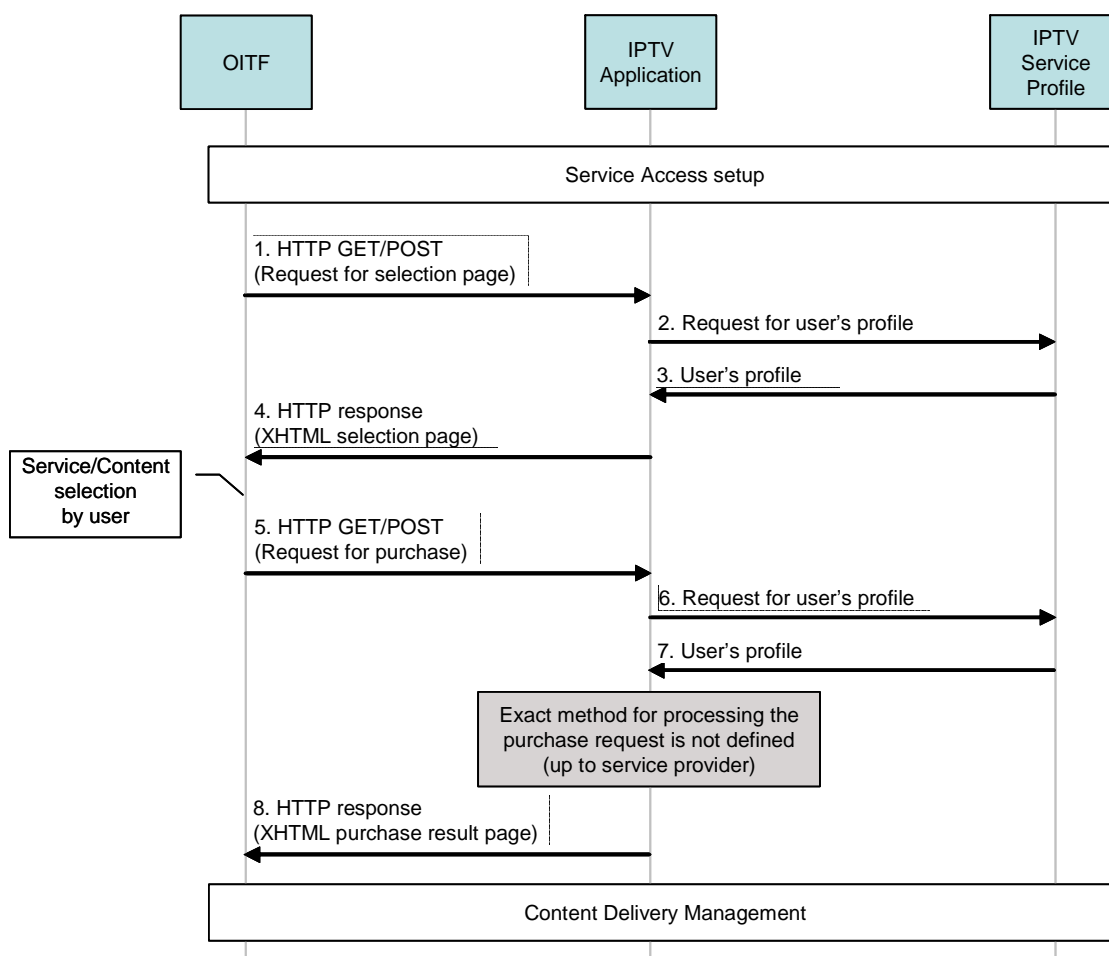 OITF
IPTV
Application
IPTV
Service
Profile
Service Access setup
1. HTTP GET/POST
(Request for selection page)
2. Request for user’s profile
3. User’s profile
4. HTTP response
(XHTML selection page)
Service/Content
selection
by user
5. HTTP GET/POST
(Request for purchase)
6. Request for user’s profile
7. User’s profile
Exact method for processing the
purchase request is not defined
(up to service provider)
8. HTTP response
(XHTML purchase result page)
Content Delivery Management